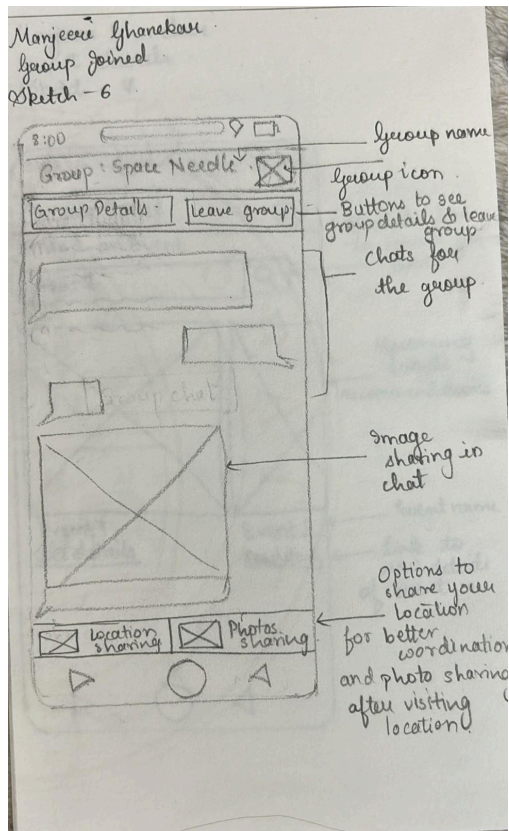 Manjeeri Ghanekar.
Group Joined
Sketch - 6
8:00
Group name
Group : Space Needle
Group icon.
Group Details.
Leave group
Buttons to see
group details & leave
group
chats for
the group.
Group chat
Image
sharing in
chat
Options to
share your
location
for better
coordination
and photo sharing
after visiting
location.
Location
sharing
Photos.
sharing